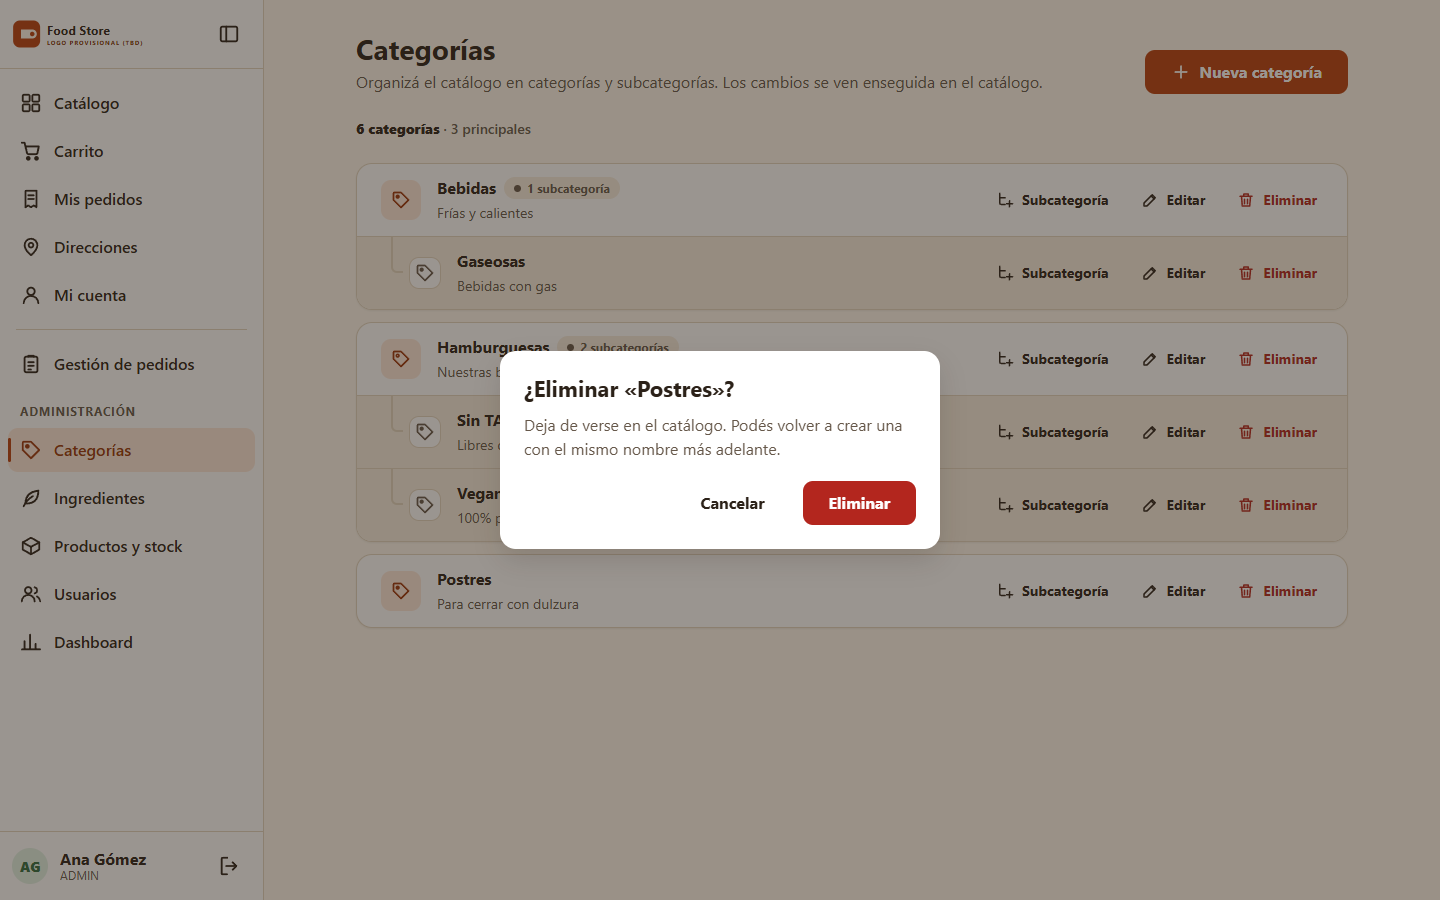 Food Store
LOGO PROVISIONAL (TBD)
Catálogo
Carrito
Mis pedidos
Direcciones
Mi cuenta
Gestión de pedidos
ADMINISTRACIÓN
Categorías
Ingredientes
Productos y stock
Usuarios
Dashboard
AG
Ana Gómez
ADMIN
Categorías
Organizá el catálogo en categorías y subcategorías. Los cambios se ven enseguida en el catálogo.
Nueva categoría
6 categorías · 3 principales
Bebidas
1 subcategoría
Frías y calientes
Subcategoría
Editar
Eliminar
Gaseosas
Bebidas con gas
Subcategoría
Editar
Eliminar
Hamburguesas
2 subcategorías
Nuestras
Subcategoría
Editar
Eliminar
Sin
Libres
Subcategoría
Editar
Eliminar
100%
Subcategoría
Editar
Eliminar
Postres
Para cerrar con dulzura
Subcategoría
Editar
Eliminar
¿Eliminar «Postres»?
Deja de verse en el catálogo. Podés volver a crear una
con el mismo nombre más adelante.
Cancelar
Eliminar